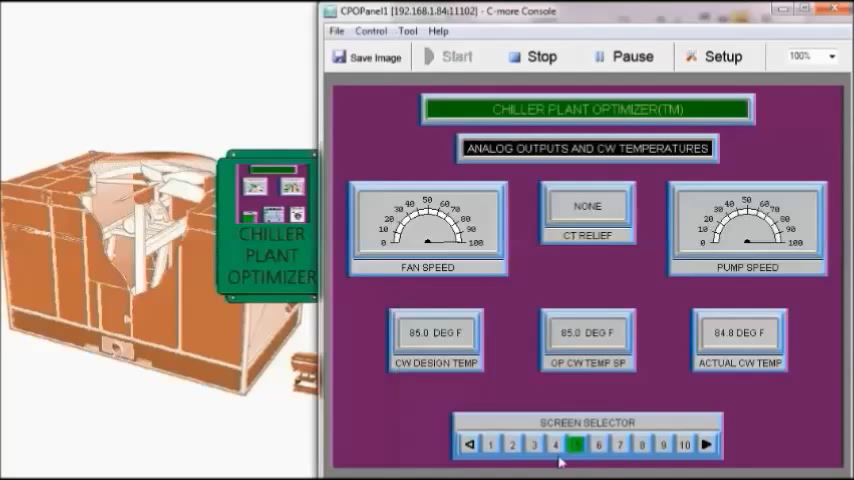 CPOPanel1 [192.168.1.84:11102] - C-more Console
File Control Tool Help
Save Image Start Stop Pause Setup 100%
CHILLER PLANT OPTIMIZER(TM)
ANALOG OUTPUTS AND CW TEMPERATURES
0 10 20 30 40 50 60 70 80 90 100
FAN SPEED
NONE
CT RELIEF
0 10 20 30 40 50 60 70 80 90 100
PUMP SPEED
CHILLER
PLANT
OPTIMIZER
85.0 DEG F
CW DESIGN TEMP
85.0 DEG F
OP CW TEMP SP
84.8 DEG F
ACTUAL CW TEMP
SCREEN SELECTOR
1 2 3 4 5 6 7 8 9 10